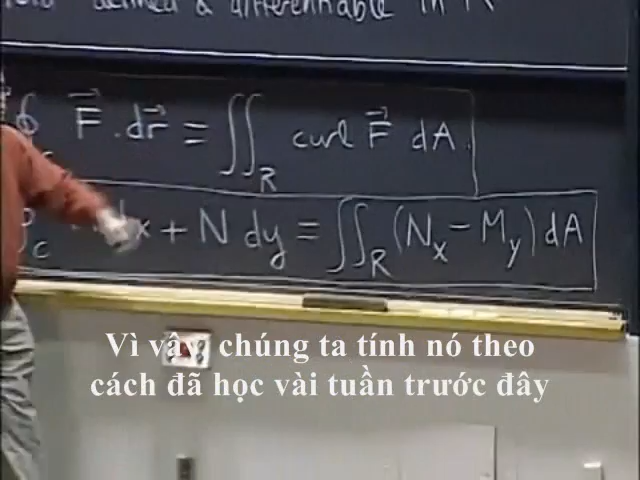 defined & differentiable in R
∮ F⃗ . dr⃗ = ∬_R curl F⃗ dA.
∮_C dx + N dy = ∬_R (N_x − M_y) dA
Vì vậy, chúng ta tính nó theo
cách đã học vài tuần trước đây